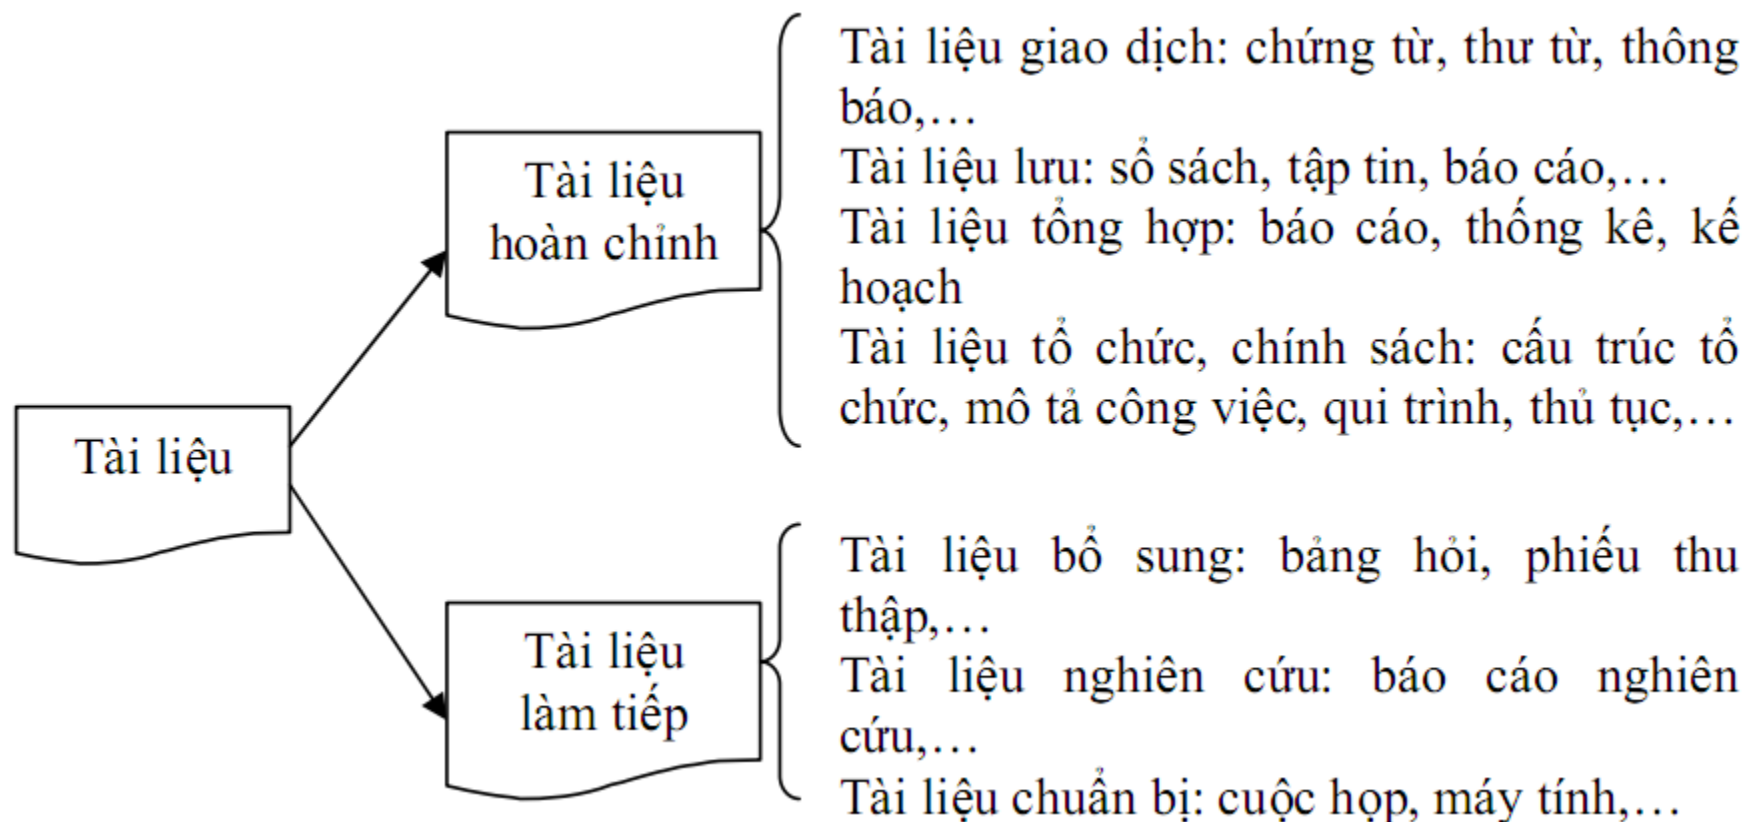 Tài liệu
Tài liệu
hoàn chỉnh
Tài liệu giao dịch: chứng từ, thư từ, thông
báo,…
Tài liệu lưu: sổ sách, tập tin, báo cáo,…
Tài liệu tổng hợp: báo cáo, thống kê, kế
hoạch
Tài liệu tổ chức, chính sách: cấu trúc tổ
chức, mô tả công việc, qui trình, thủ tục,…
Tài liệu
làm tiếp
Tài liệu bổ sung: bảng hỏi, phiếu thu
thập,…
Tài liệu nghiên cứu: báo cáo nghiên
cứu,…
Tài liệu chuẩn bị: cuộc họp, máy tính,…